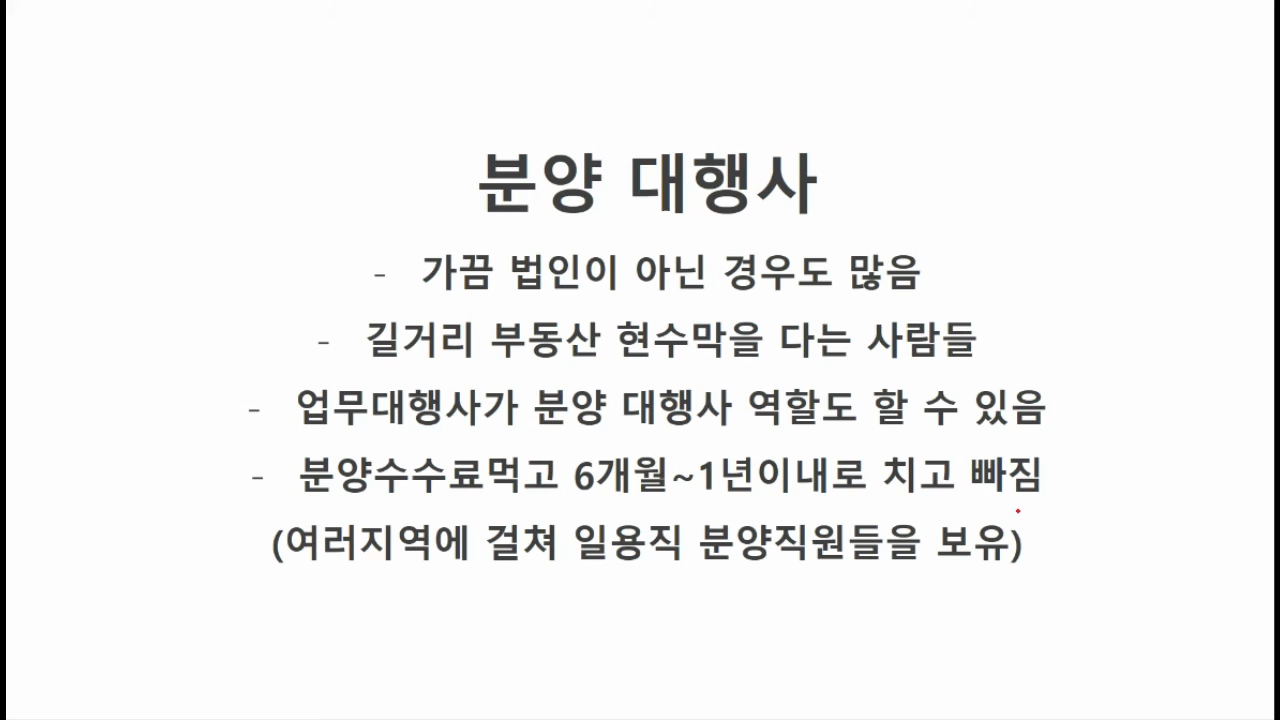 분양 대행사
- 가끔 법인이 아닌 경우도 많음
- 길거리 부동산 현수막을 다는 사람들
- 업무대행사가 분양 대행사 역할도 할 수 있음
- 분양수수료먹고 6개월~1년이내로 치고 빠짐
(여러지역에 걸쳐 일용직 분양직원들을 보유)